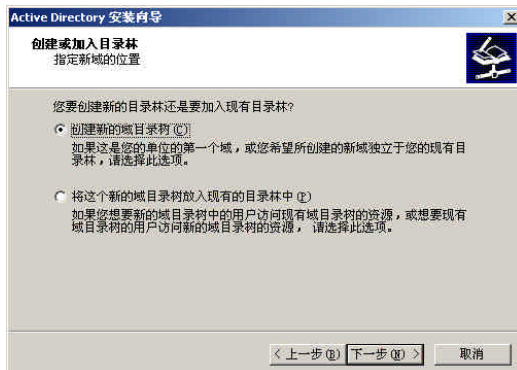 Active Directory 安装向导
创建或加入目录林
指定新域的位置
您要创建新的目录林还是要加入现有目录林?
创建新的域目录树(C)
如果这是您的单位的第一个域，或您希望所创建的新域独立于您的现有目
录林，请选择此选项。
将这个新的域目录树放入现有的目录林中(P)
如果您想要新的域目录树中的用户访问现有域目录树的资源，或想要现有
域目录树的用户访问新的域目录树的资源， 请选择此选项。
< 上一步(B) 下一步(N) > 取消